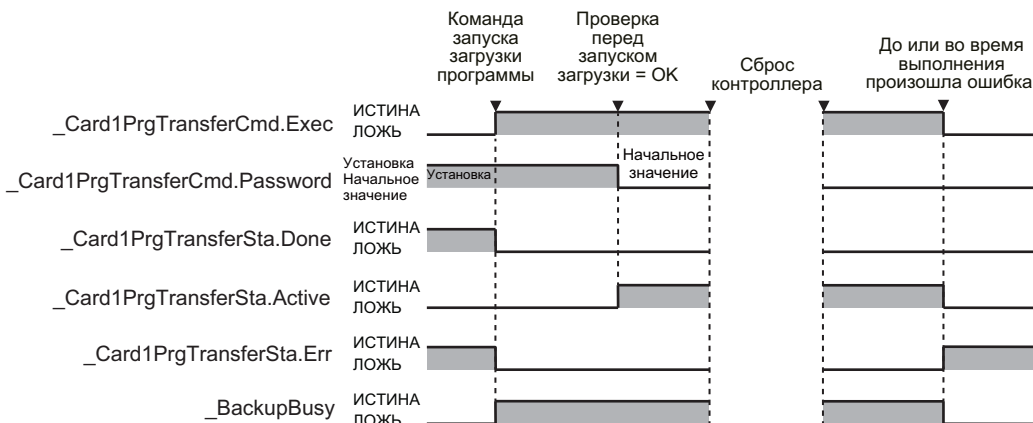 Команда
запуска
загрузки
программы
Проверка
перед
запуском
загрузки = OK
Сброс
контроллера
До или во время
выполнения
произошла ошибка
_Card1PrgTransferCmd.Exec
ИСТИНА
ЛОЖЬ
_Card1PrgTransferCmd.Password
Установка
Начальное
значение
Установка
Начальное
значение
_Card1PrgTransferSta.Done
ИСТИНА
ЛОЖЬ
_Card1PrgTransferSta.Active
ИСТИНА
ЛОЖЬ
_Card1PrgTransferSta.Err
ИСТИНА
ЛОЖЬ
_BackupBusy
ИСТИНА
ЛОЖЬ